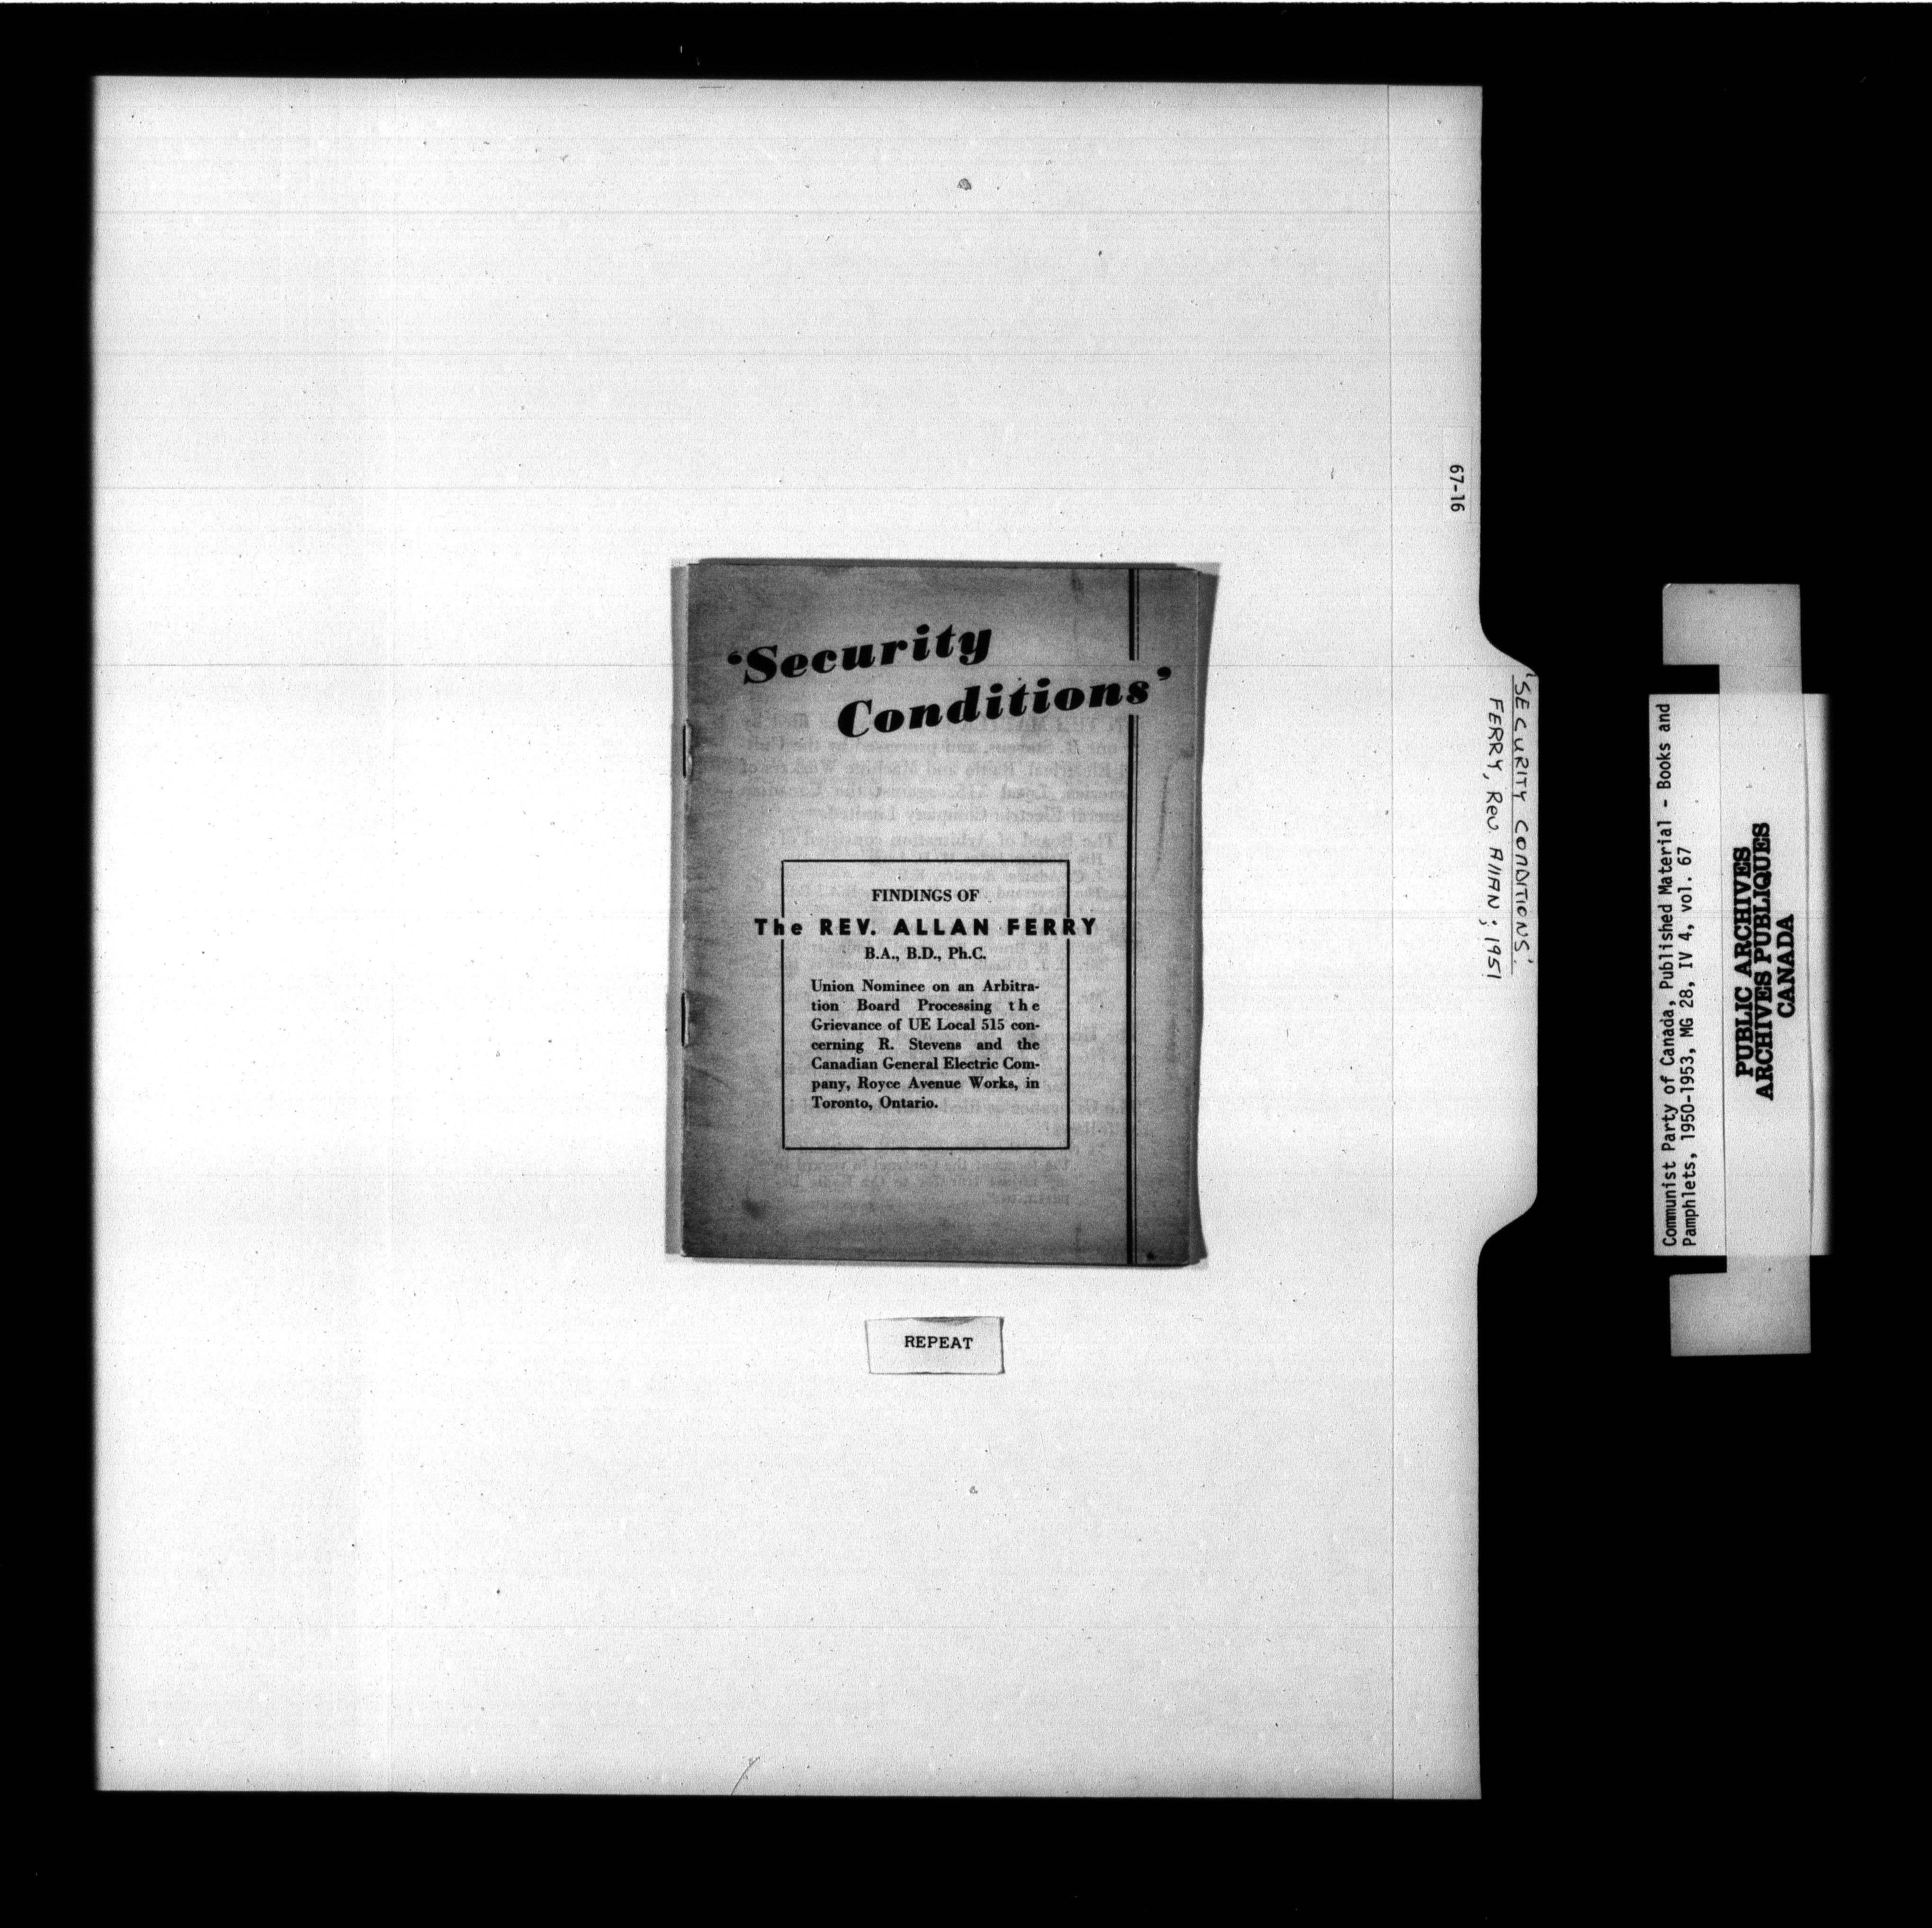 ‘Security
Conditions’
FINDINGS OF
The REV. ALLAN FERRY
B.A., B.D., Ph.C.
Union Nominee on an Arbitra-
tion Board Processing the
Grievance of UE Local 515 con-
cerning R. Stevens and the
Canadian General Electric Com-
pany, Royce Avenue Works, in
Toronto, Ontario.
REPEAT
67-16
'SECURITY CONDITIONS'
FERRY, Rev Allan; 1951
Communist Party of Canada, Published Material - Books and
Pamphlets, 1950-1953, MG 28, IV 4, vol. 67
PUBLIC ARCHIVES
ARCHIVES PUBLIQUES
CANADA